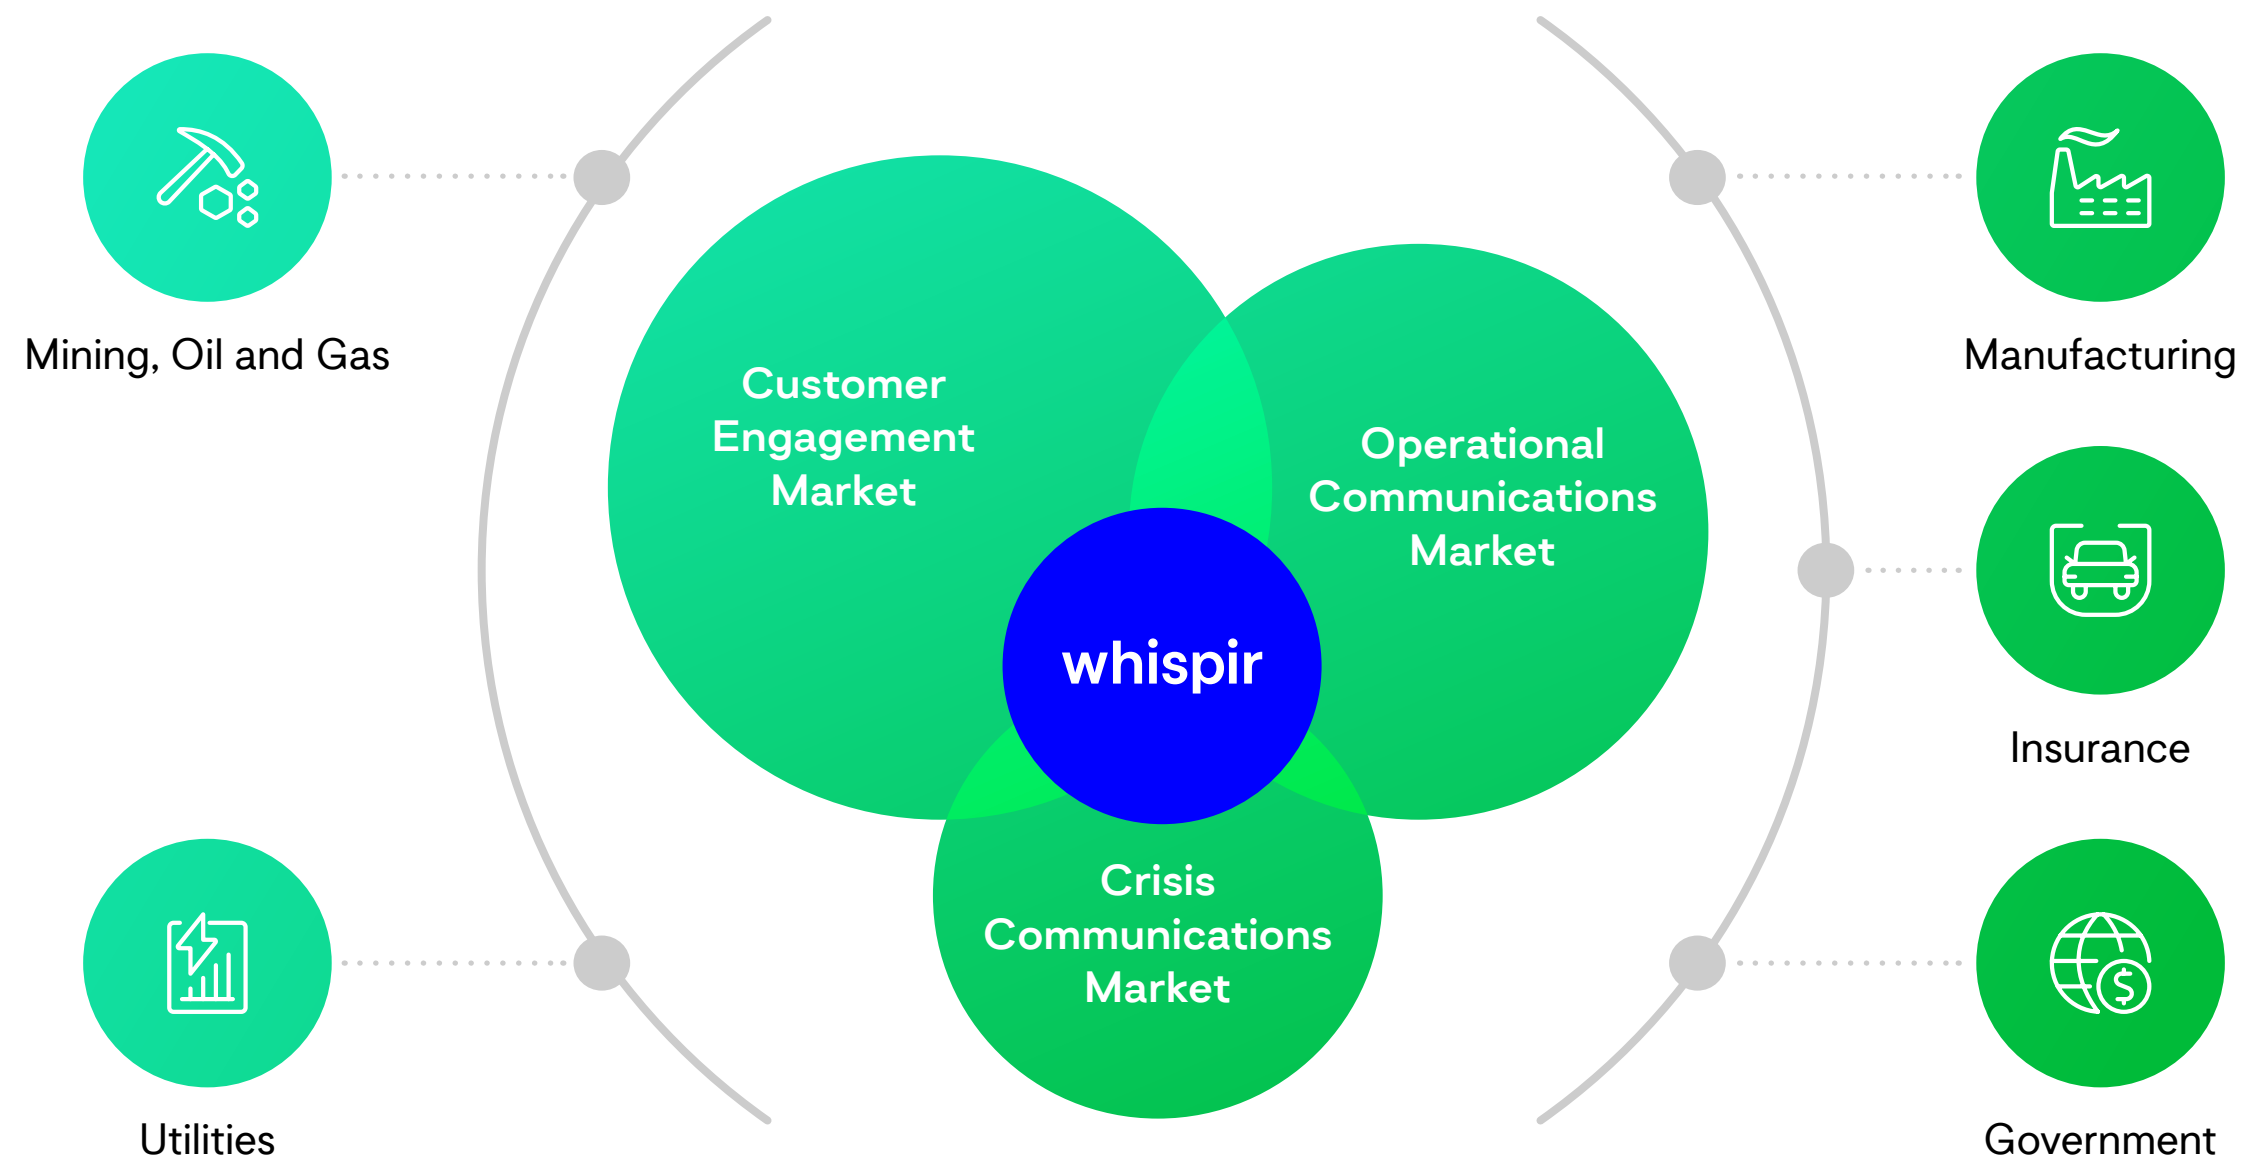 Mining, Oil and Gas
Utilities
Customer
Engagement
Market
Operational
Communications
Market
whispir
Crisis
Communications
Market
Manufacturing
Insurance
Government
$